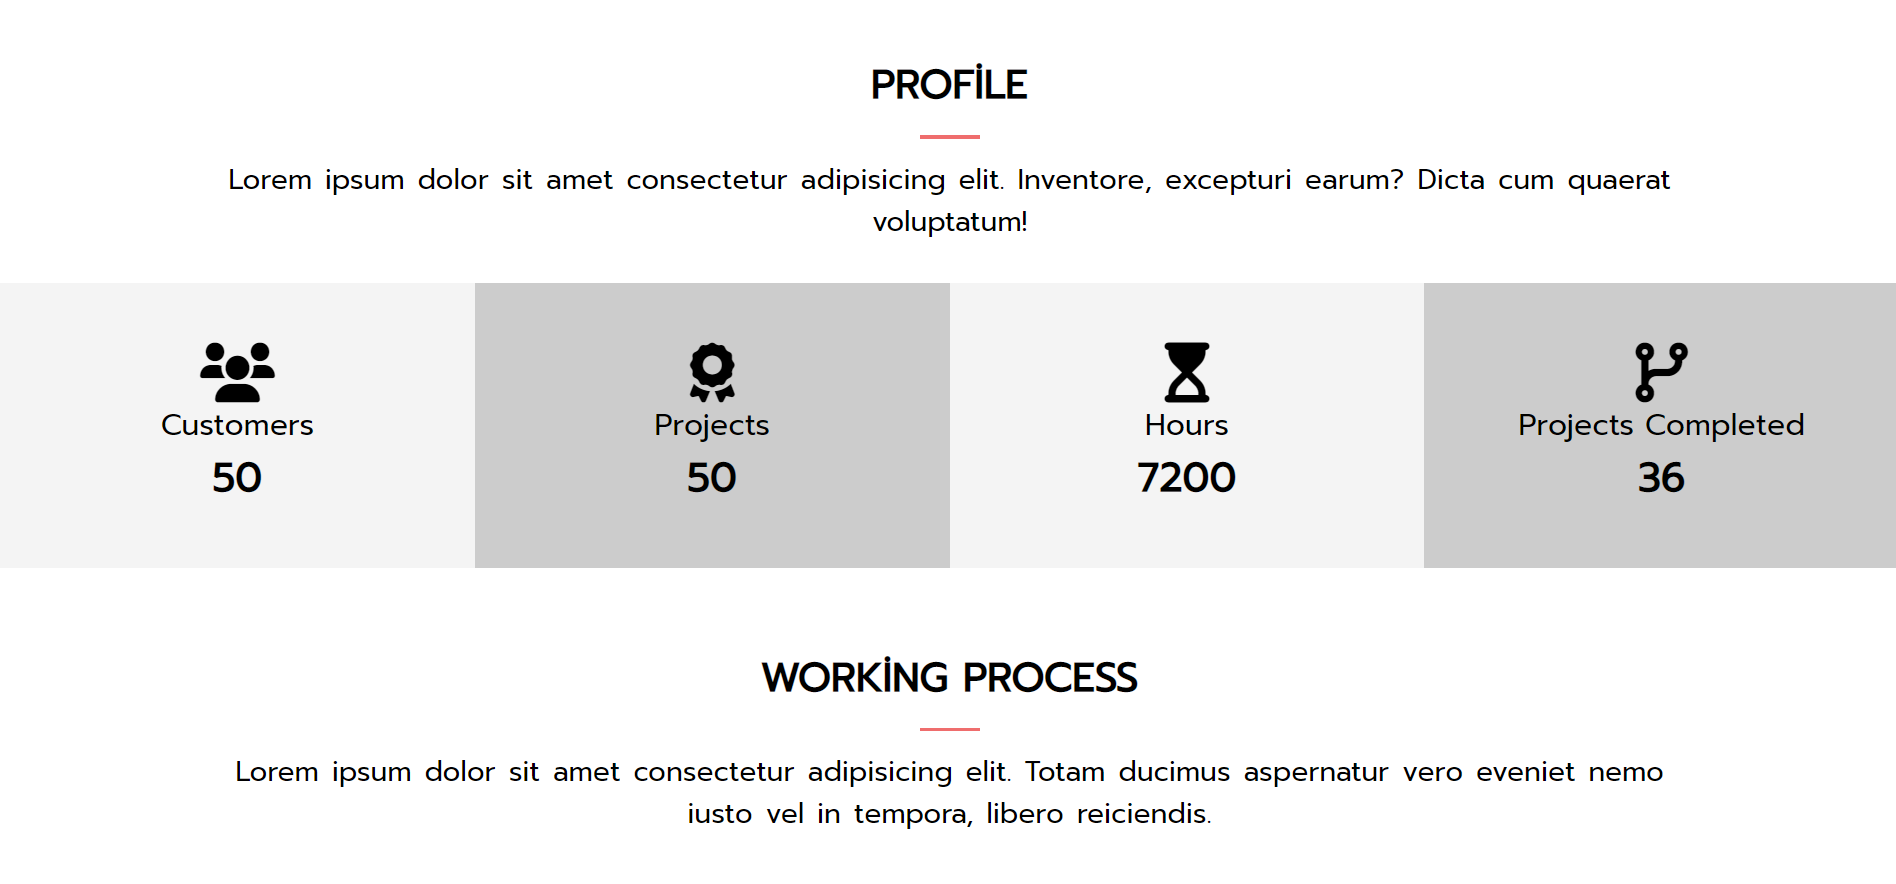 PROFİLE
Lorem ipsum dolor sit amet consectetur adipisicing elit. Inventore, excepturi earum? Dicta cum quaerat
voluptatum!
Customers
50
Projects
50
Hours
7200
Projects Completed
36
WORKİNG PROCESS
Lorem ipsum dolor sit amet consectetur adipisicing elit. Totam ducimus aspernatur vero eveniet nemo
iusto vel in tempora, libero reiciendis.